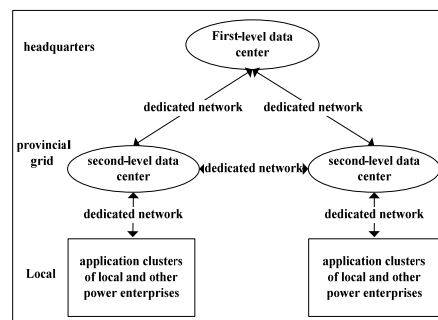 headquarters
First-level data
center
dedicated network
dedicated network
provincial
grid
second-level data
center
dedicated network
second-level data
center
dedicated network
dedicated network
Local
application clusters
of local and other
power enterprises
application clusters
of local and other
power enterprises